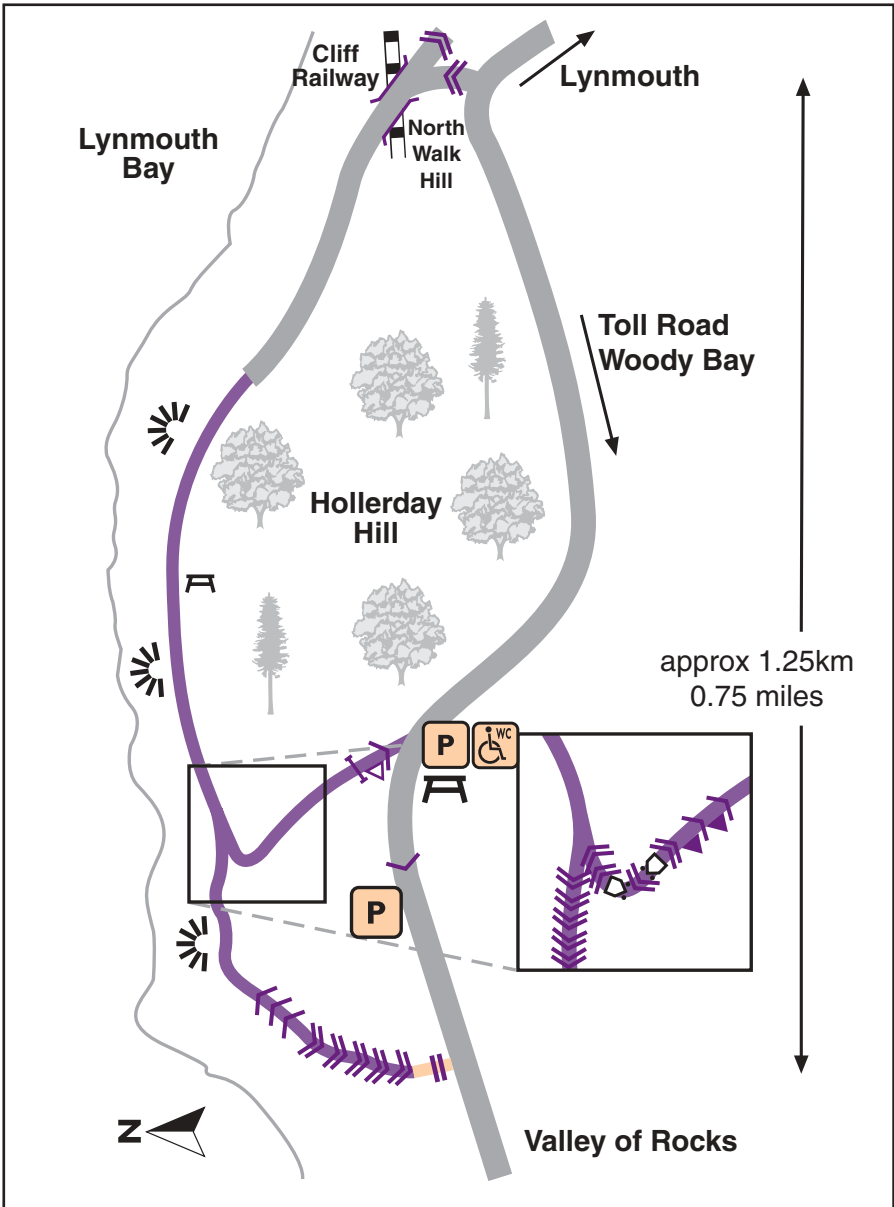 Cliff
Railway
Lynmouth
Lynmouth
Bay
North
Walk
Hill
Toll Road
Woody Bay
Hollerday
Hill
approx 1.25km
0.75 miles
P
WC
P
N
Valley of Rocks